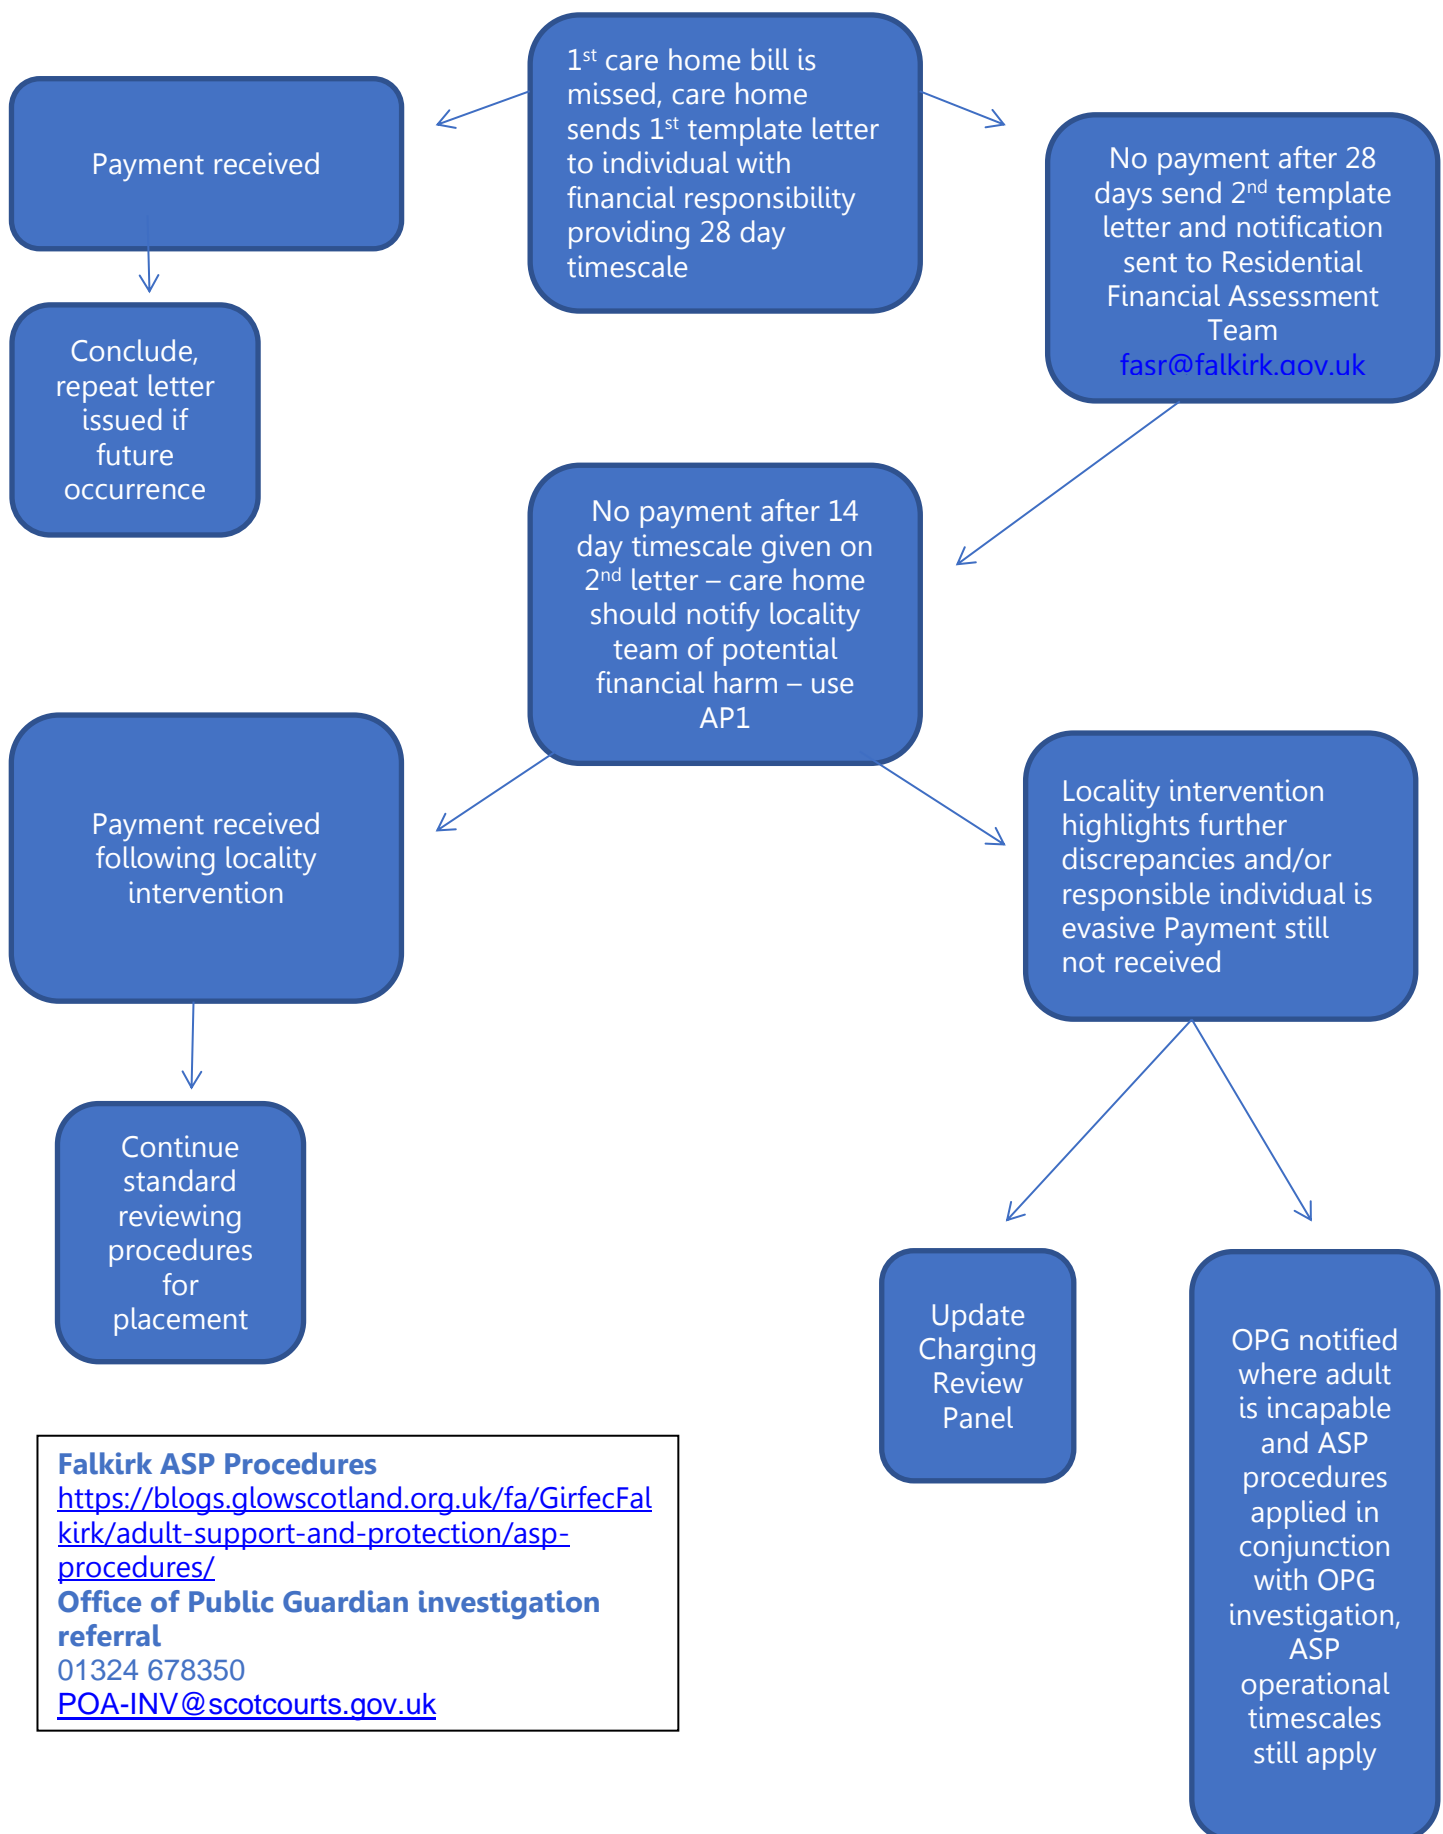 1st care home bill is
missed, care home
sends 1st template letter
to individual with
financial responsibility
providing 28 day
timescale
Payment received
No payment after 28
days send 2nd template
letter and notification
sent to Residential
Financial Assessment
Team
fasr@falkirk.gov.uk
Conclude,
repeat letter
issued if
future
occurrence
No payment after 14
day timescale given on
2nd letter – care home
should notify locality
team of potential
financial harm – use
AP1
Payment received
following locality
intervention
Locality intervention
highlights further
discrepancies and/or
responsible individual is
evasive Payment still
not received
Continue
standard
reviewing
procedures
for
placement
Update
Charging
Review
Panel
OPG notified
where adult
is incapable
and ASP
procedures
applied in
conjunction
with OPG
investigation,
ASP
operational
timescales
still apply
Falkirk ASP Procedures
https://blogs.glowscotland.org.uk/fa/GirfecFal
kirk/adult-support-and-protection/asp-
procedures/
Office of Public Guardian investigation
referral
01324 678350
POA-INV@scotcourts.gov.uk